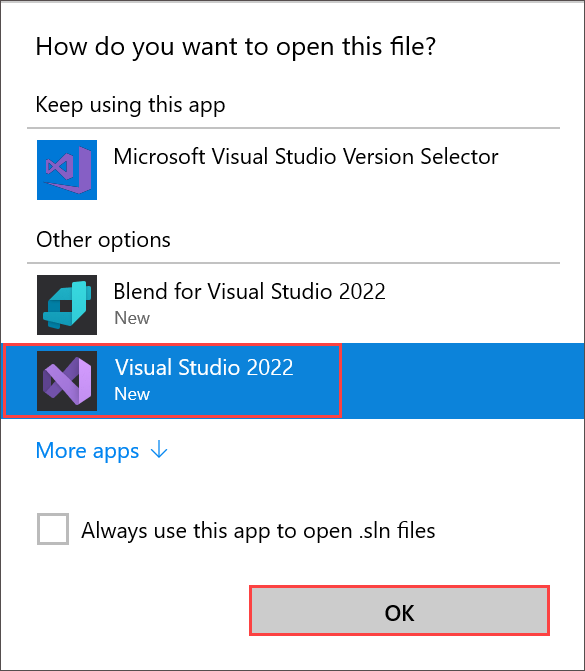 How do you want to open this file?
Keep using this app
Microsoft Visual Studio Version Selector
Other options
Blend for Visual Studio 2022
New
Visual Studio 2022
New
More apps
Always use this app to open .sln files
OK